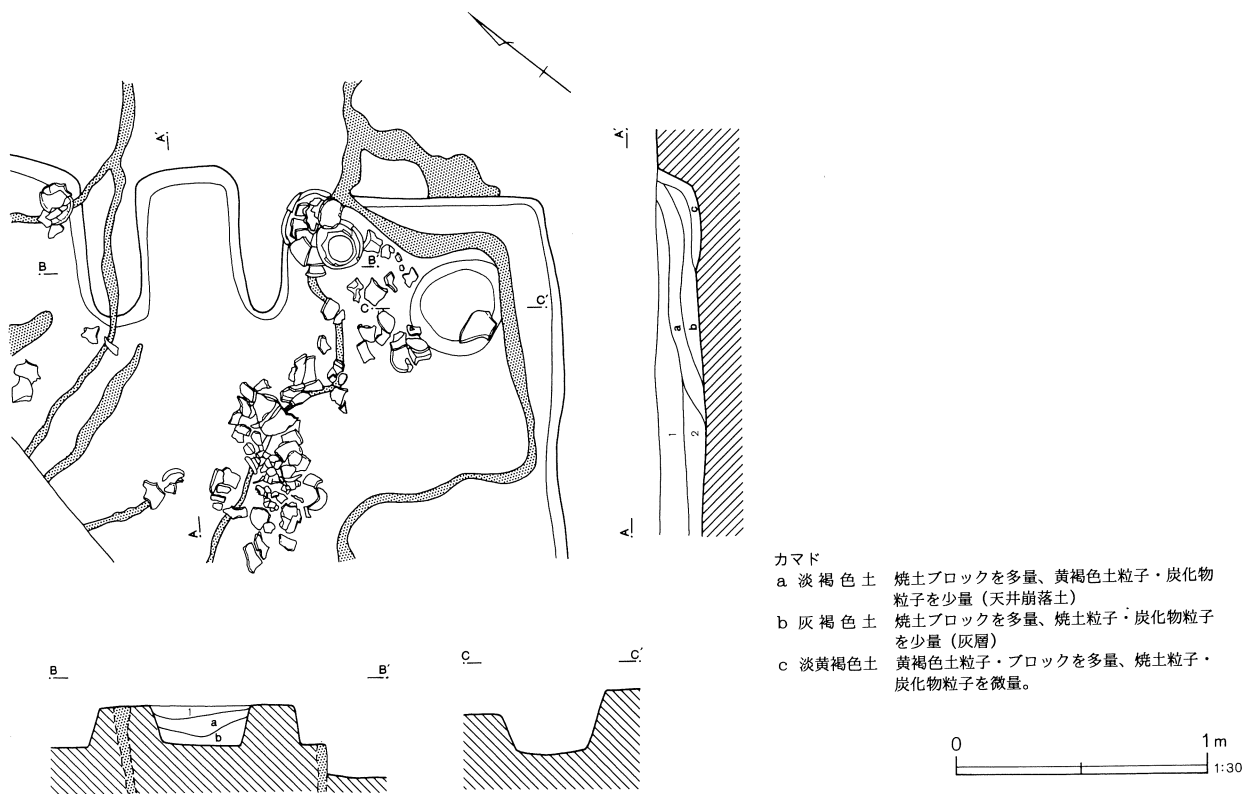 A′
A′
B
B′
C
C′
c
a
b
1
2
A
A
カマド
a 淡褐色土 焼土ブロックを多量、黄褐色土粒子・炭化物
粒子を少量（天井崩落土）
b 灰褐色土 焼土ブロックを多量、焼土粒子・炭化物粒子
を少量（灰層）
c 淡黄褐色土 黄褐色土粒子・ブロックを多量、焼土粒子・
炭化物粒子を微量。
B
B′
1
a
b
C
C′
0
1m
1:30